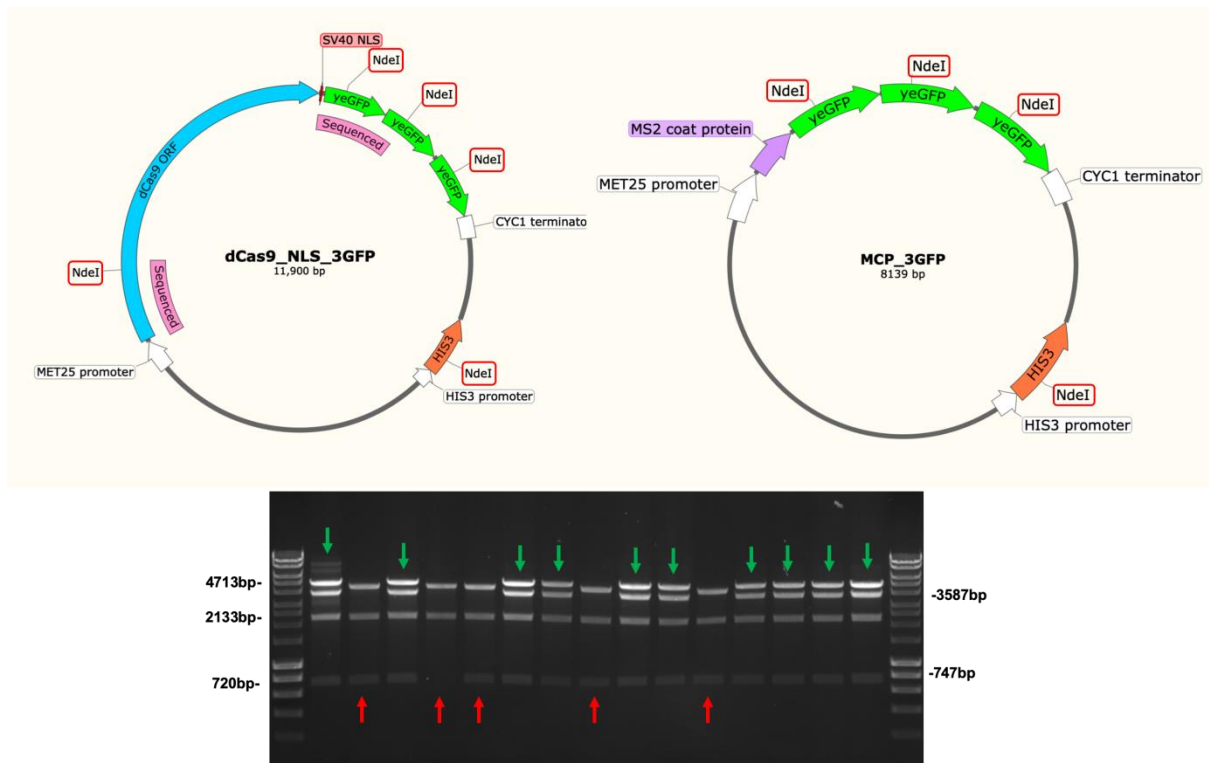 SV40 NLS
NdeI
yeGFP
NdeI
yeGFP
Sequenced
NdeI
yeGFP
dCas9 ORF
CYC1 terminato
dCas9_NLS_3GFP
11,900 bp
NdeI
Sequenced
HIS3
MET25 promoter
NdeI
HIS3 promoter
NdeI
NdeI
yeGFP
yeGFP
NdeI
yeGFP
MS2 coat protein
MET25 promoter
CYC1 terminator
MCP_3GFP
8139 bp
HIS3
NdeI
HIS3 promoter
4713bp-
-3587bp
2133bp-
720bp-
-747bp